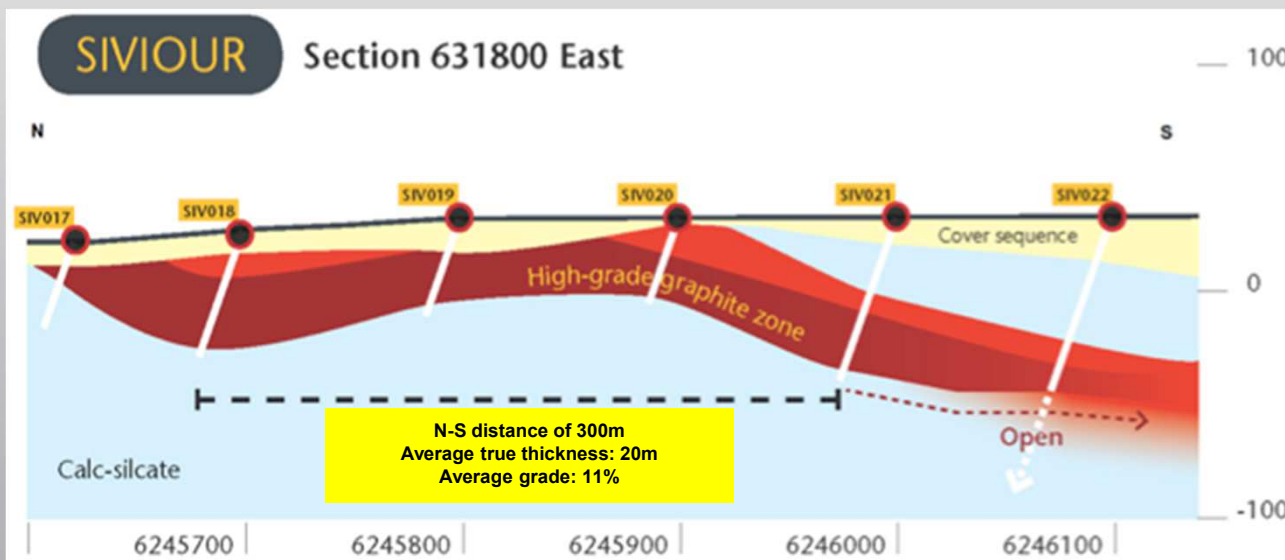 SIVIOUR Section 631800 East
100
N
S
SIV017
SIV018
SIV019
SIV020
SIV021
SIV022
Cover sequence
High-grade graphite zone
0
N-S distance of 300m
Average true thickness: 20m
Average grade: 11%
Open
Calc-silcate
-100
6245700
6245800
6245900
6246000
6246100